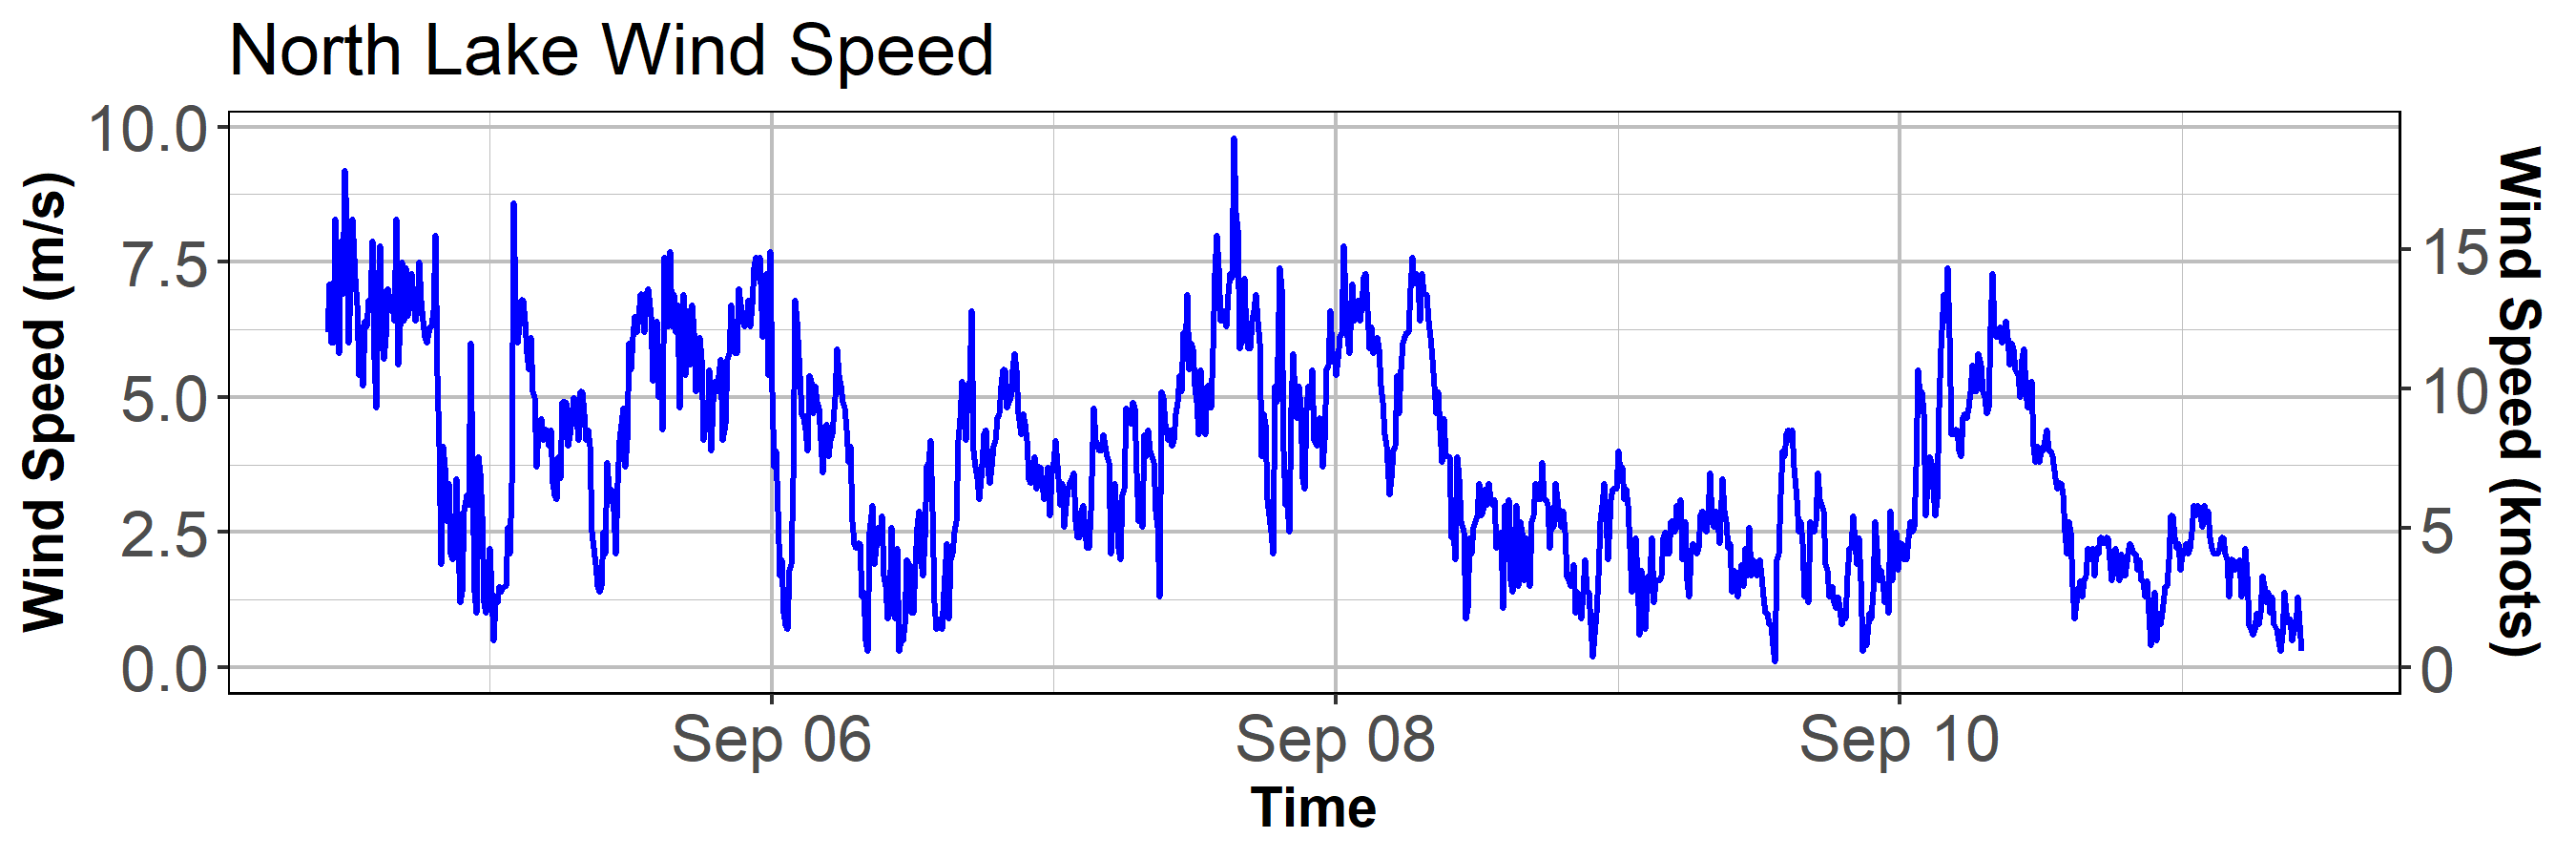 North Lake Wind Speed
Wind Speed (m/s)
10.0
7.5
5.0
2.5
0.0
Wind Speed (knots)
15
10
5
0
Sep 06
Sep 08
Sep 10
Time